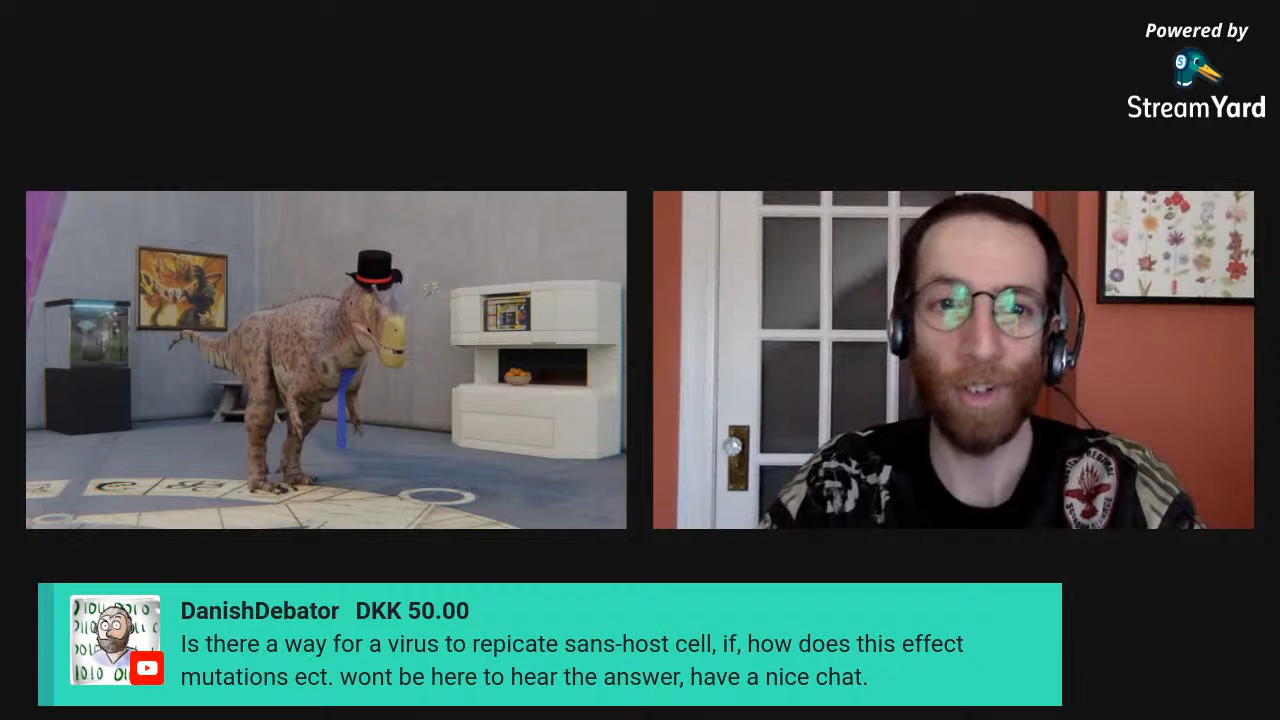 Powered by
StreamYard
DanishDebator DKK 50.00
Is there a way for a virus to repicate sans-host cell, if, how does this effect
mutations ect. wont be here to hear the answer, have a nice chat.